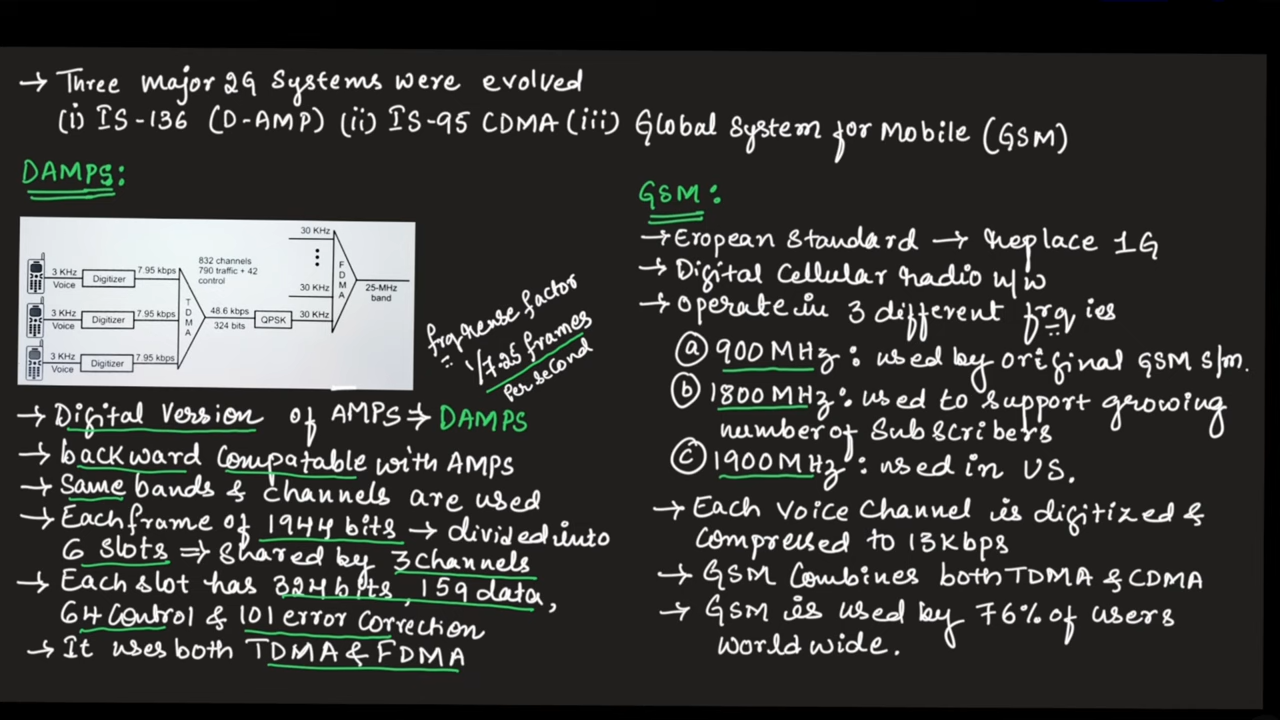 → Three major 2G Systems were evolved
(i) IS-136 (D-AMP) (ii) IS-95 CDMA (iii) Global System for Mobile (GSM)
DAMPS:
3 KHz
Voice
Digitizer
7.95 kbps
3 KHz
Voice
Digitizer
7.95 kbps
3 KHz
Voice
Digitizer
7.95 kbps
TDMA
832 channels
790 traffic + 42
control
48.6 kbps
324 bits
QPSK
30 KHz
30 KHz
30 KHz
FDMA
25-MHz
band
frq reuse factor
1/7.25 frames
per second
→ Digital Version of AMPS → DAMPS
→ backward Compatable with AMPS
→ Same bands & channels are used
→ Each frame of 1944 bits → divided into
6 slots ⇒ shared by 3 channels
→ Each slot has 324 bits, 159 data,
64 control & 101 error correction
→ It uses both TDMA & FDMA
GSM:
→ Eropean Standard → replace 1G
→ Digital Cellular radio n/w
→ Operate in 3 different frq ies
(a) 900 MHz: used by original GSM s/m.
(b) 1800 MHz: used to support growing
number of Subscribers
(c) 1900 MHz: used in US.
→ Each Voice Channel is digitized &
compressed to 13 Kbps
→ GSM Combines both TDMA & CDMA
→ GSM is used by 76% of users
world wide.